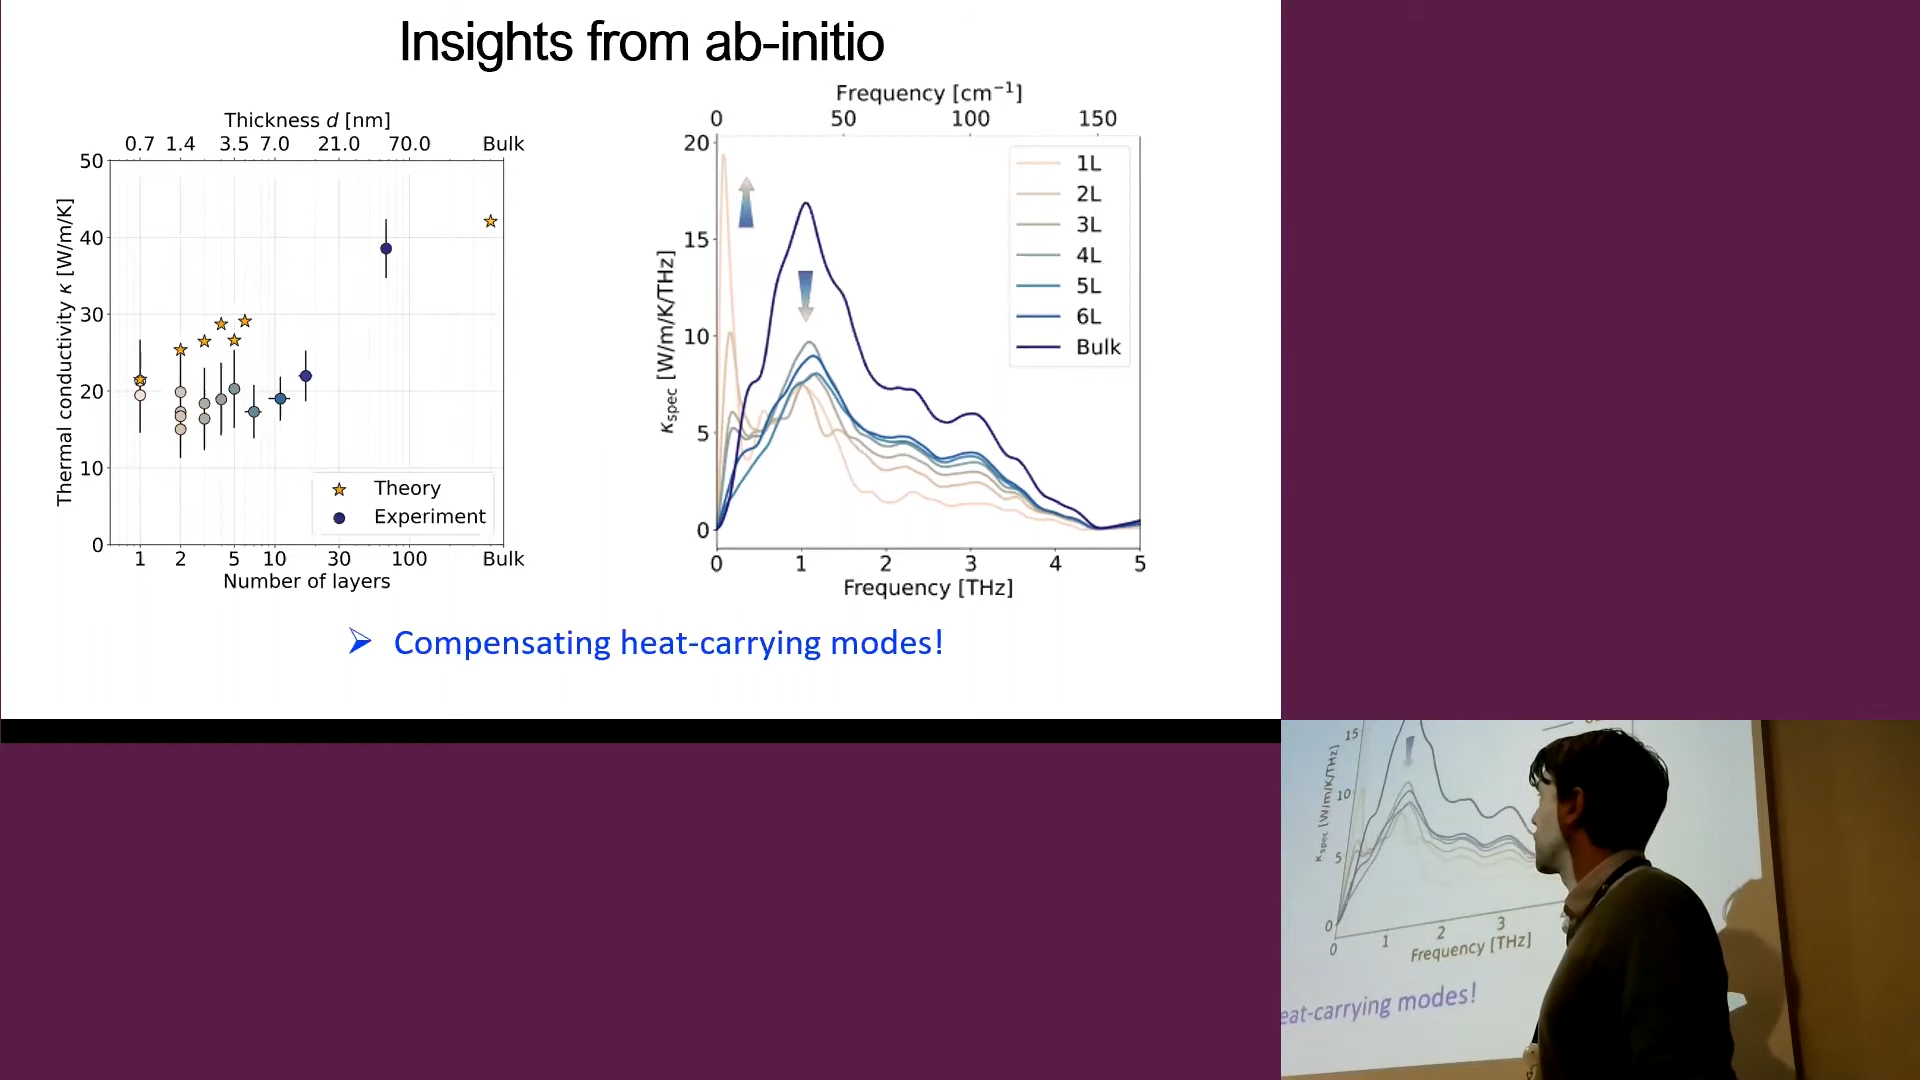 Insights from ab-initio
Thickness d [nm]
0.7 1.4 3.5 7.0 21.0 70.0 Bulk
50
40
30
20
10
0
Thermal conductivity κ [W/m/K]
Theory
Experiment
1 2 5 10 30 100 Bulk
Number of layers
Frequency [cm⁻¹]
0 50 100 150
20
15
10
5
0
κspec [W/m/K/THz]
1L
2L
3L
4L
5L
6L
Bulk
0 1 2 3 4 5
Frequency [THz]
➢ Compensating heat-carrying modes!
15
10
5
0
κspec [W/m/K/THz]
0 1 2 3
Frequency [THz]
eat-carrying modes!